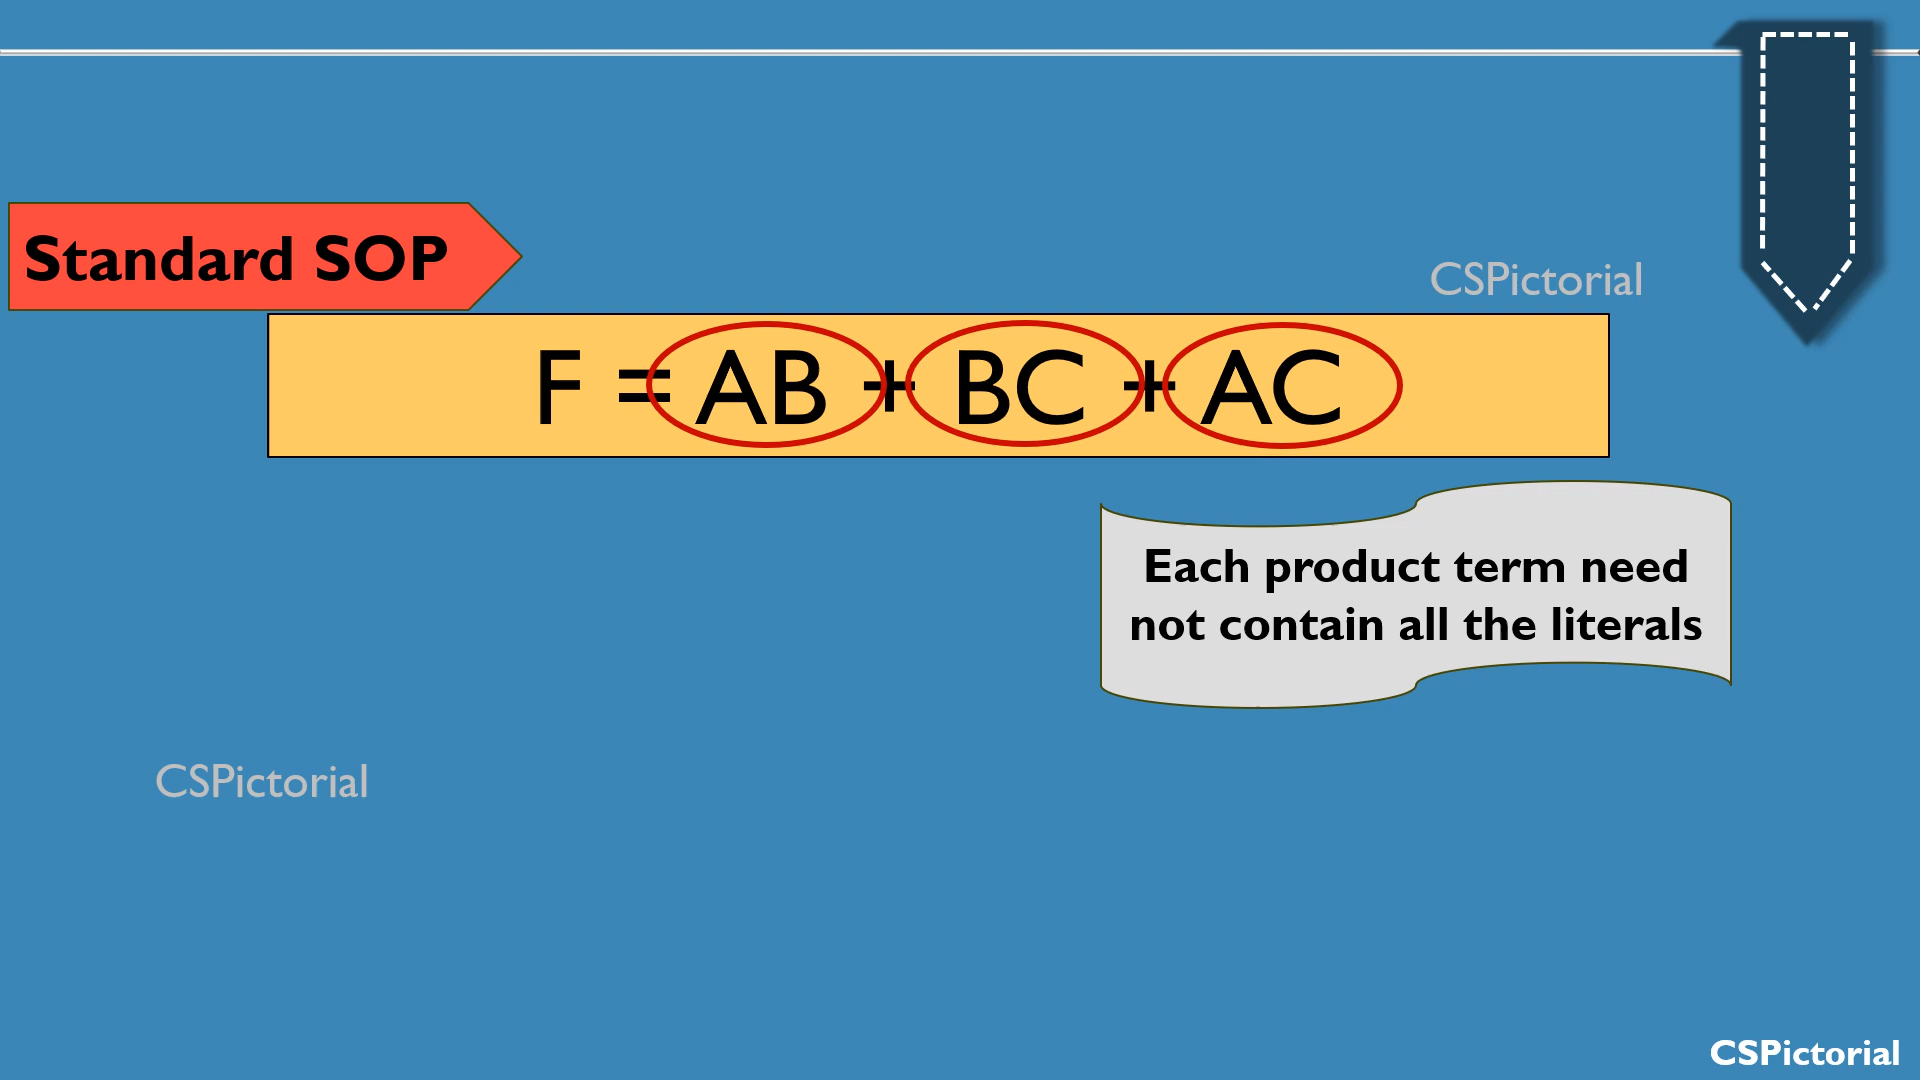 Standard SOP
CSPictorial
F = AB + BC + AC
Each product term need
not contain all the literals
CSPictorial
CSPictorial